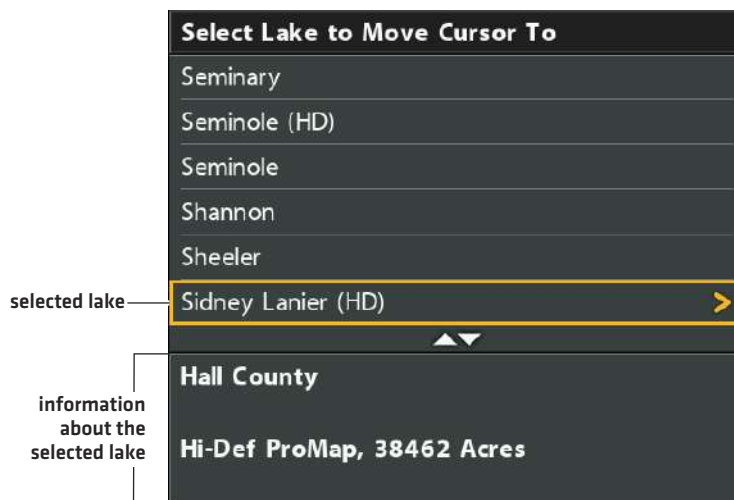 Select Lake to Move Cursor To
Seminary
Seminole (HD)
Seminole
Shannon
Sheeler
selected lake
Sidney Lanier (HD)
Hall County
information
about the
selected lake
Hi-Def ProMap, 38462 Acres